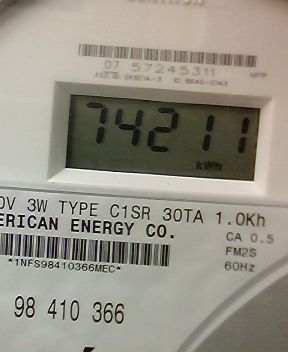 07 57245311
74211
kWh
0V 3W TYPE C1SR 30TA 1.0Kh
ERICAN ENERGY CO.
CA 0.5
FM2S
60Hz
*1NFS98410366MEC*
98 410 366